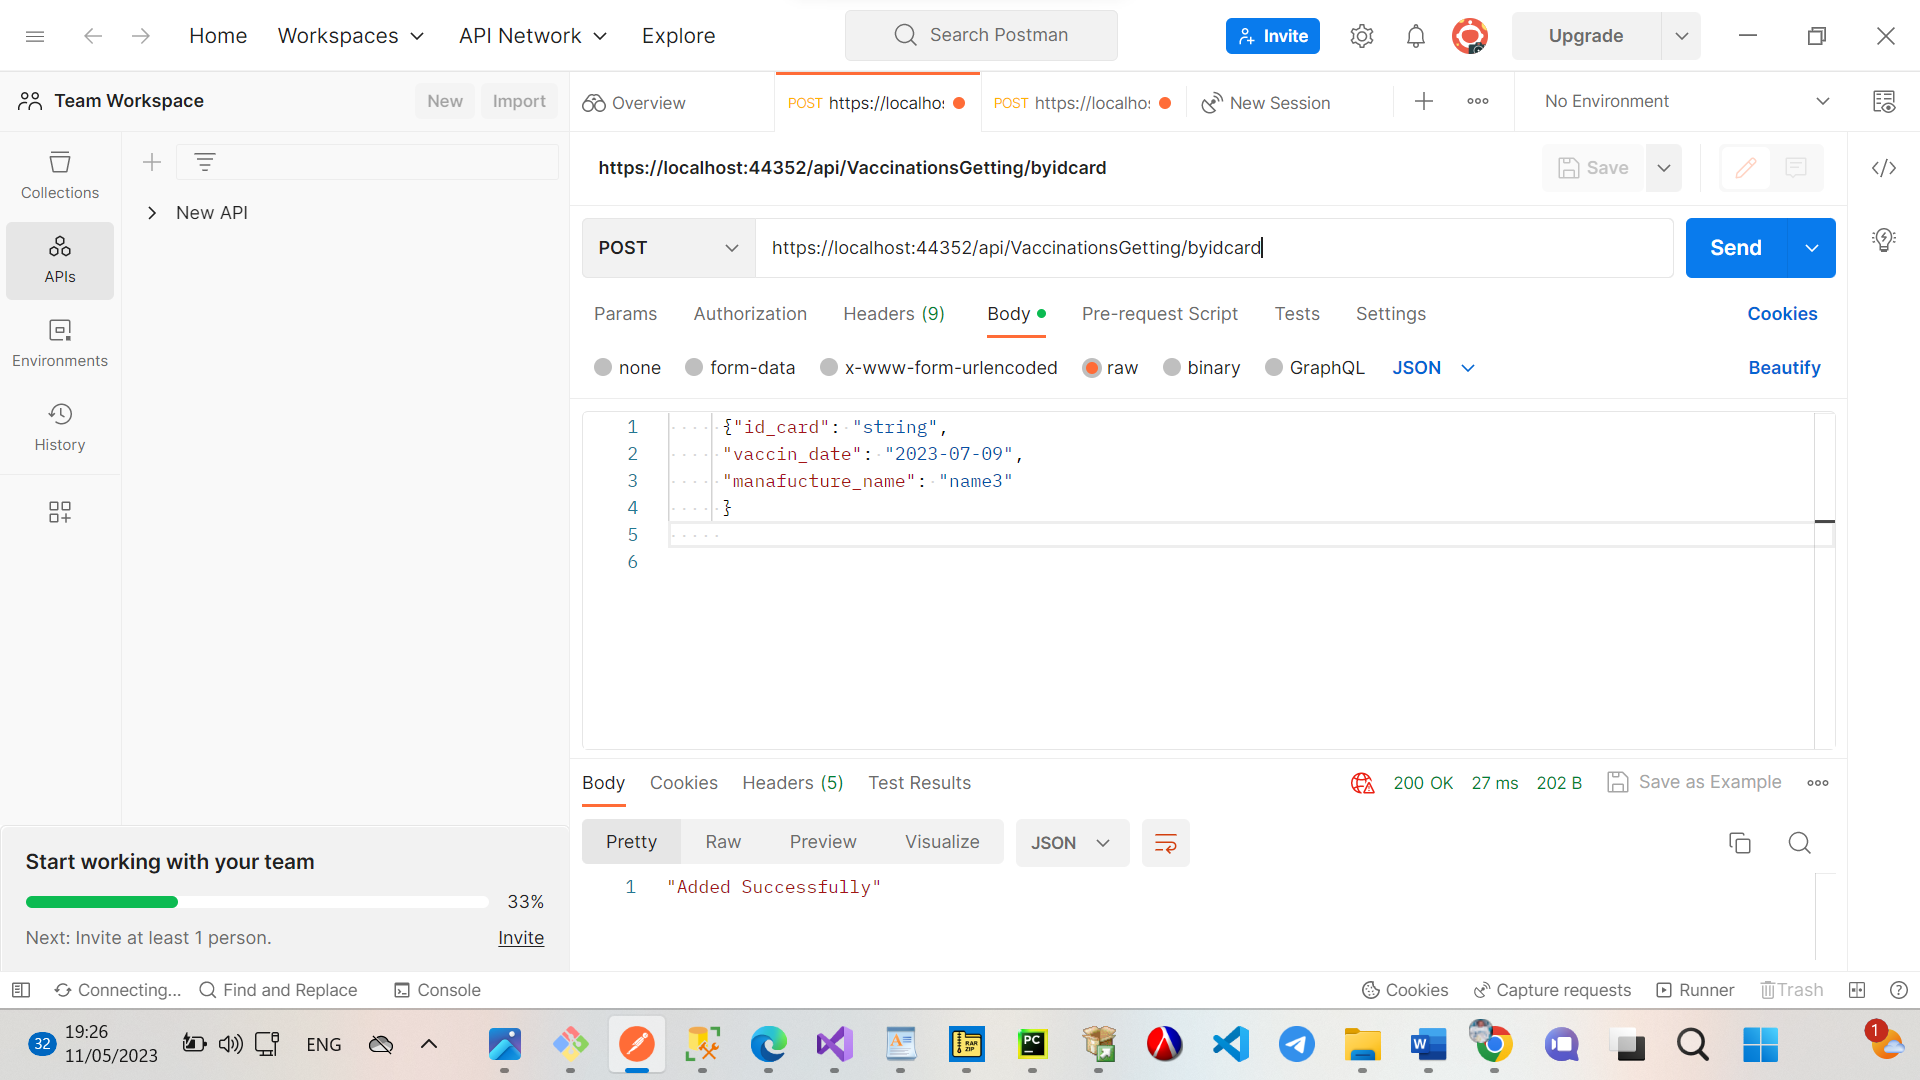 Home Workspaces API Network Explore Search Postman Invite Upgrade
Team Workspace New Import Overview POST https://localho POST https://localho New Session No Environment
Collections
APIs
Environments
History
New API
https://localhost:44352/api/VaccinationsGetting/byidcard Save
POST https://localhost:44352/api/VaccinationsGetting/byidcard Send
Params Authorization Headers (9) Body Pre-request Script Tests Settings Cookies
none form-data x-www-form-urlencoded raw binary GraphQL JSON Beautify
1 {"id_card": "string",
2 "vaccin_date": "2023-07-09",
3 "manafucture_name": "name3"
4 }
5
6
Body Cookies Headers (5) Test Results 200 OK 27 ms 202 B Save as Example
Pretty Raw Preview Visualize JSON
1 "Added Successfully"
Start working with your team
33%
Next: Invite at least 1 person. Invite
Connecting... Find and Replace Console Cookies Capture requests Runner Trash
32 19:26 ENG PC RAR ZIP W 1
11/05/2023